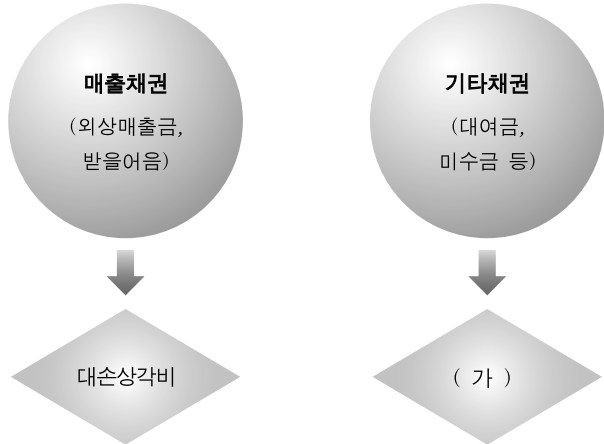 매출채권
(외상매출금,
받을어음)
기타채권
(대여금,
미수금 등)
대손상각비
( 가 )